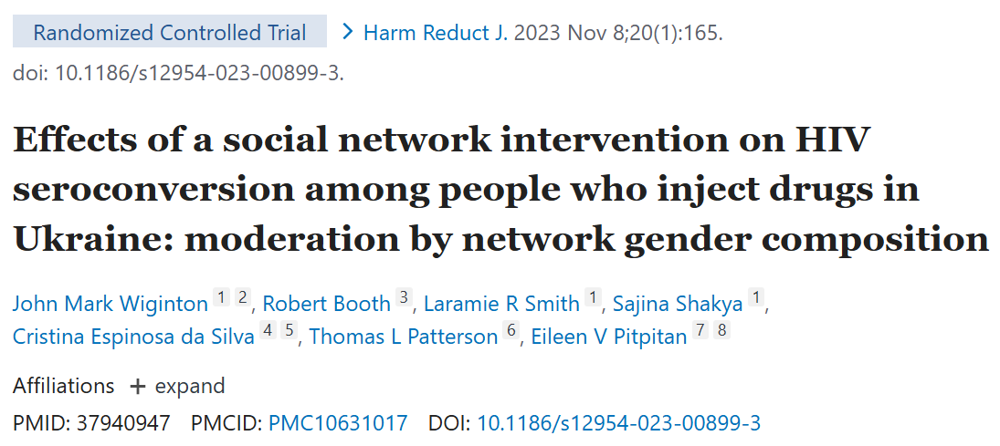 Randomized Controlled Trial > Harm Reduct J. 2023 Nov 8;20(1):165.
doi: 10.1186/s12954-023-00899-3.
Effects of a social network intervention on HIV
seroconversion among people who inject drugs in
Ukraine: moderation by network gender composition
John Mark Wiginton 1 2, Robert Booth 3, Laramie R Smith 1, Sajina Shakya 1,
Cristina Espinosa da Silva 4 5, Thomas L Patterson 6, Eileen V Pitpitan 7 8
Affiliations + expand
PMID: 37940947 PMCID: PMC10631017 DOI: 10.1186/s12954-023-00899-3